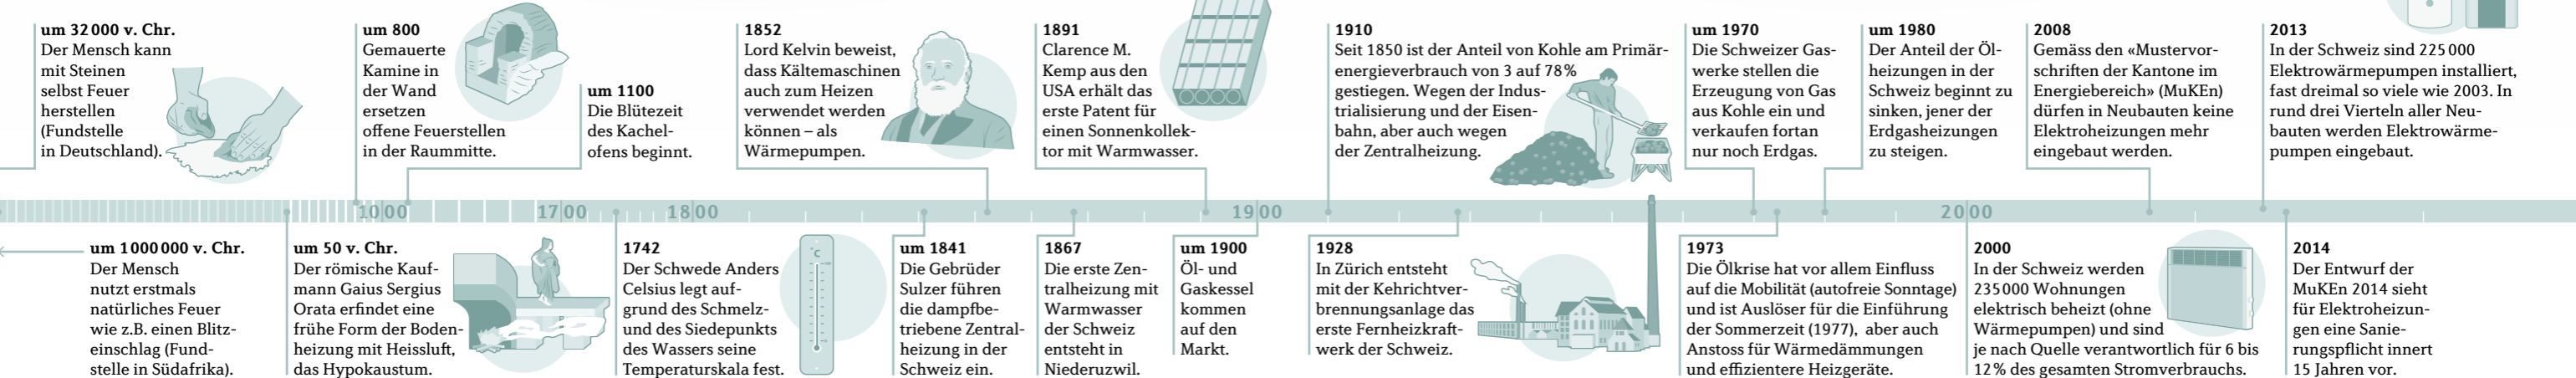 um 32 000 v. Chr.
Der Mensch kann
mit Steinen
selbst Feuer
herstellen
(Fundstelle
in Deutschland).
um 800
Gemauerte
Kamine in
der Wand
ersetzen
offene Feuerstellen
in der Raummitte.
um 1100
Die Blütezeit
des Kachel-
ofens beginnt.
1852
Lord Kelvin beweist,
dass Kältemaschinen
auch zum Heizen
verwendet werden
können – als
Wärmepumpen.
1891
Clarence M.
Kemp aus den
USA erhält das
erste Patent für
einen Sonnenkollek-
tor mit Warmwasser.
1910
Seit 1850 ist der Anteil von Kohle am Primär-
energieverbrauch von 3 auf 78%
gestiegen. Wegen der Indus-
trialisierung und der Eisen-
bahn, aber auch wegen
der Zentralheizung.
um 1970
Die Schweizer Gas-
werke stellen die
Erzeugung von Gas
aus Kohle ein und
verkaufen fortan
nur noch Erdgas.
um 1980
Der Anteil der Öl-
heizungen in der
Schweiz beginnt zu
sinken, jener der
Erdgasheizungen
zu steigen.
2008
Gemäss den «Mustervor-
schriften der Kantone im
Energiebereich» (MuKEn)
dürfen in Neubauten keine
Elektroheizungen mehr
eingebaut werden.
2013
In der Schweiz sind 225 000
Elektrowärmepumpen installiert,
fast dreimal so viele wie 2003. In
rund drei Vierteln aller Neu-
bauten werden Elektrowärme-
pumpen eingebaut.
1000
1700
1800
1900
2000
um 1 000 000 v. Chr.
Der Mensch
nutzt erstmals
natürliches Feuer
wie z.B. einen Blitz-
einschlag (Fund-
stelle in Südafrika).
um 50 v. Chr.
Der römische Kauf-
mann Gaius Sergius
Orata erfindet eine
frühe Form der Boden-
heizung mit Heissluft,
das Hypokaustum.
1742
Der Schwede Anders
Celsius legt auf-
grund des Schmelz-
und des Siedepunkts
des Wassers seine
Temperaturskala fest.
°C
um 1841
Die Gebrüder
Sulzer führen
die dampfbe-
triebene Zentral-
heizung in der
Schweiz ein.
1867
Die erste Zen-
tralheizung mit
Warmwasser
der Schweiz
entsteht in
Niederuzwil.
um 1900
Öl- und
Gaskessel
kommen
auf den
Markt.
1928
In Zürich entsteht
mit der Kehrichtver-
brennungsanlage das
erste Fernheizkraft-
werk der Schweiz.
1973
Die Ölkrise hat vor allem Einfluss
auf die Mobilität (autofreie Sonntage)
und ist Auslöser für die Einführung
der Sommerzeit (1977), aber auch
Anstoss für Wärmedämmungen
und effizientere Heizgeräte.
2000
In der Schweiz werden
235 000 Wohnungen
elektrisch beheizt (ohne
Wärmepumpen) und sind
je nach Quelle verantwortlich für 6 bis
12% des gesamten Stromverbrauchs.
2014
Der Entwurf der
MuKEn 2014 sieht
für Elektroheizun-
gen eine Sanie-
rungspflicht innert
15 Jahren vor.